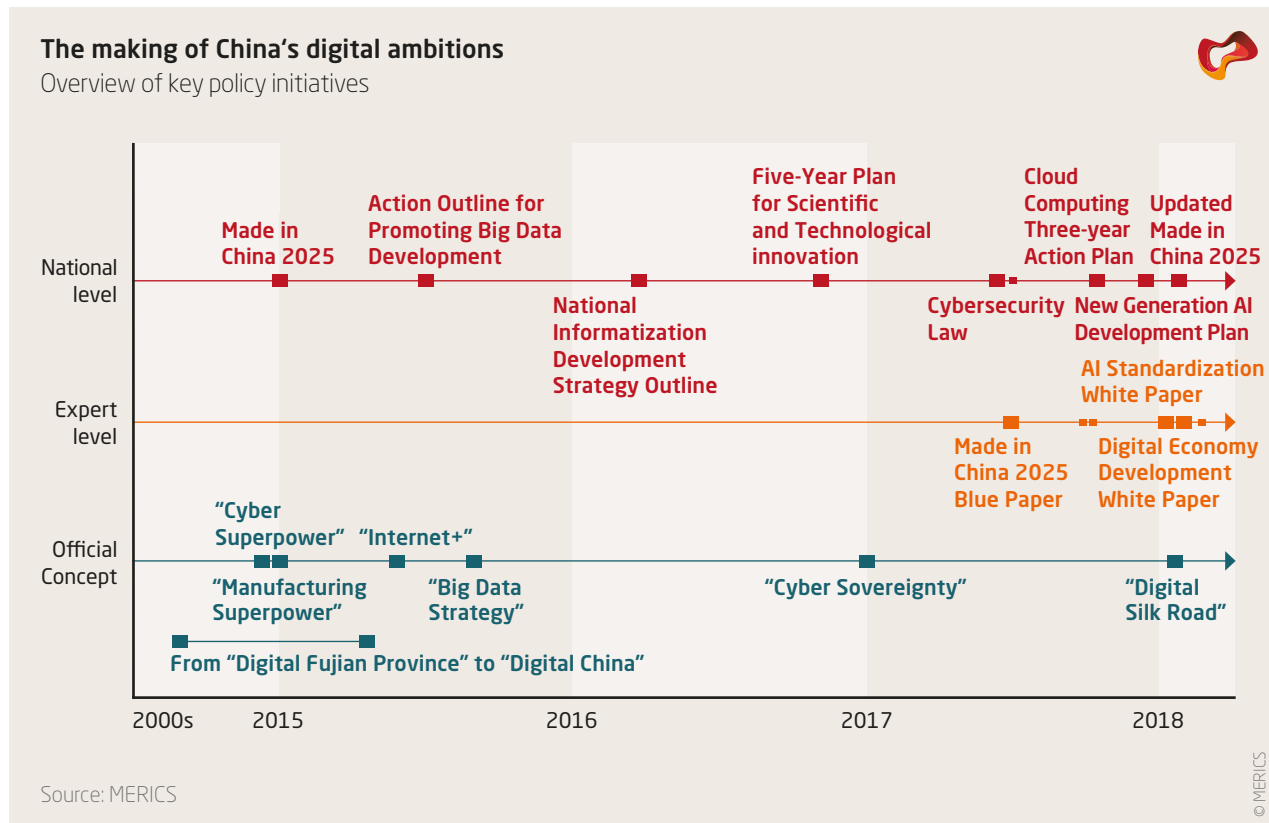 The making of China's digital ambitions
Overview of key policy initiatives
National
level
Made in
China 2025
Action Outline for
Promoting Big Data
Development
National
Informatization
Development
Strategy Outline
Five-Year Plan
for Scientific
and Technological
innovation
Cybersecurity
Law
Cloud
Computing
Three-year
Action Plan
New Generation AI
Development Plan
Updated
Made in
China 2025
Expert
level
Made in
China 2025
Blue Paper
AI Standardization
White Paper
Digital Economy
Development
White Paper
Official
Concept
“Cyber
Superpower”
“Manufacturing
Superpower”
“Internet+”
“Big Data
Strategy”
“Cyber Sovereignty”
“Digital
Silk Road”
From “Digital Fujian Province” to “Digital China”
2000s
2015
2016
2017
2018
Source: MERICS
© MERICS